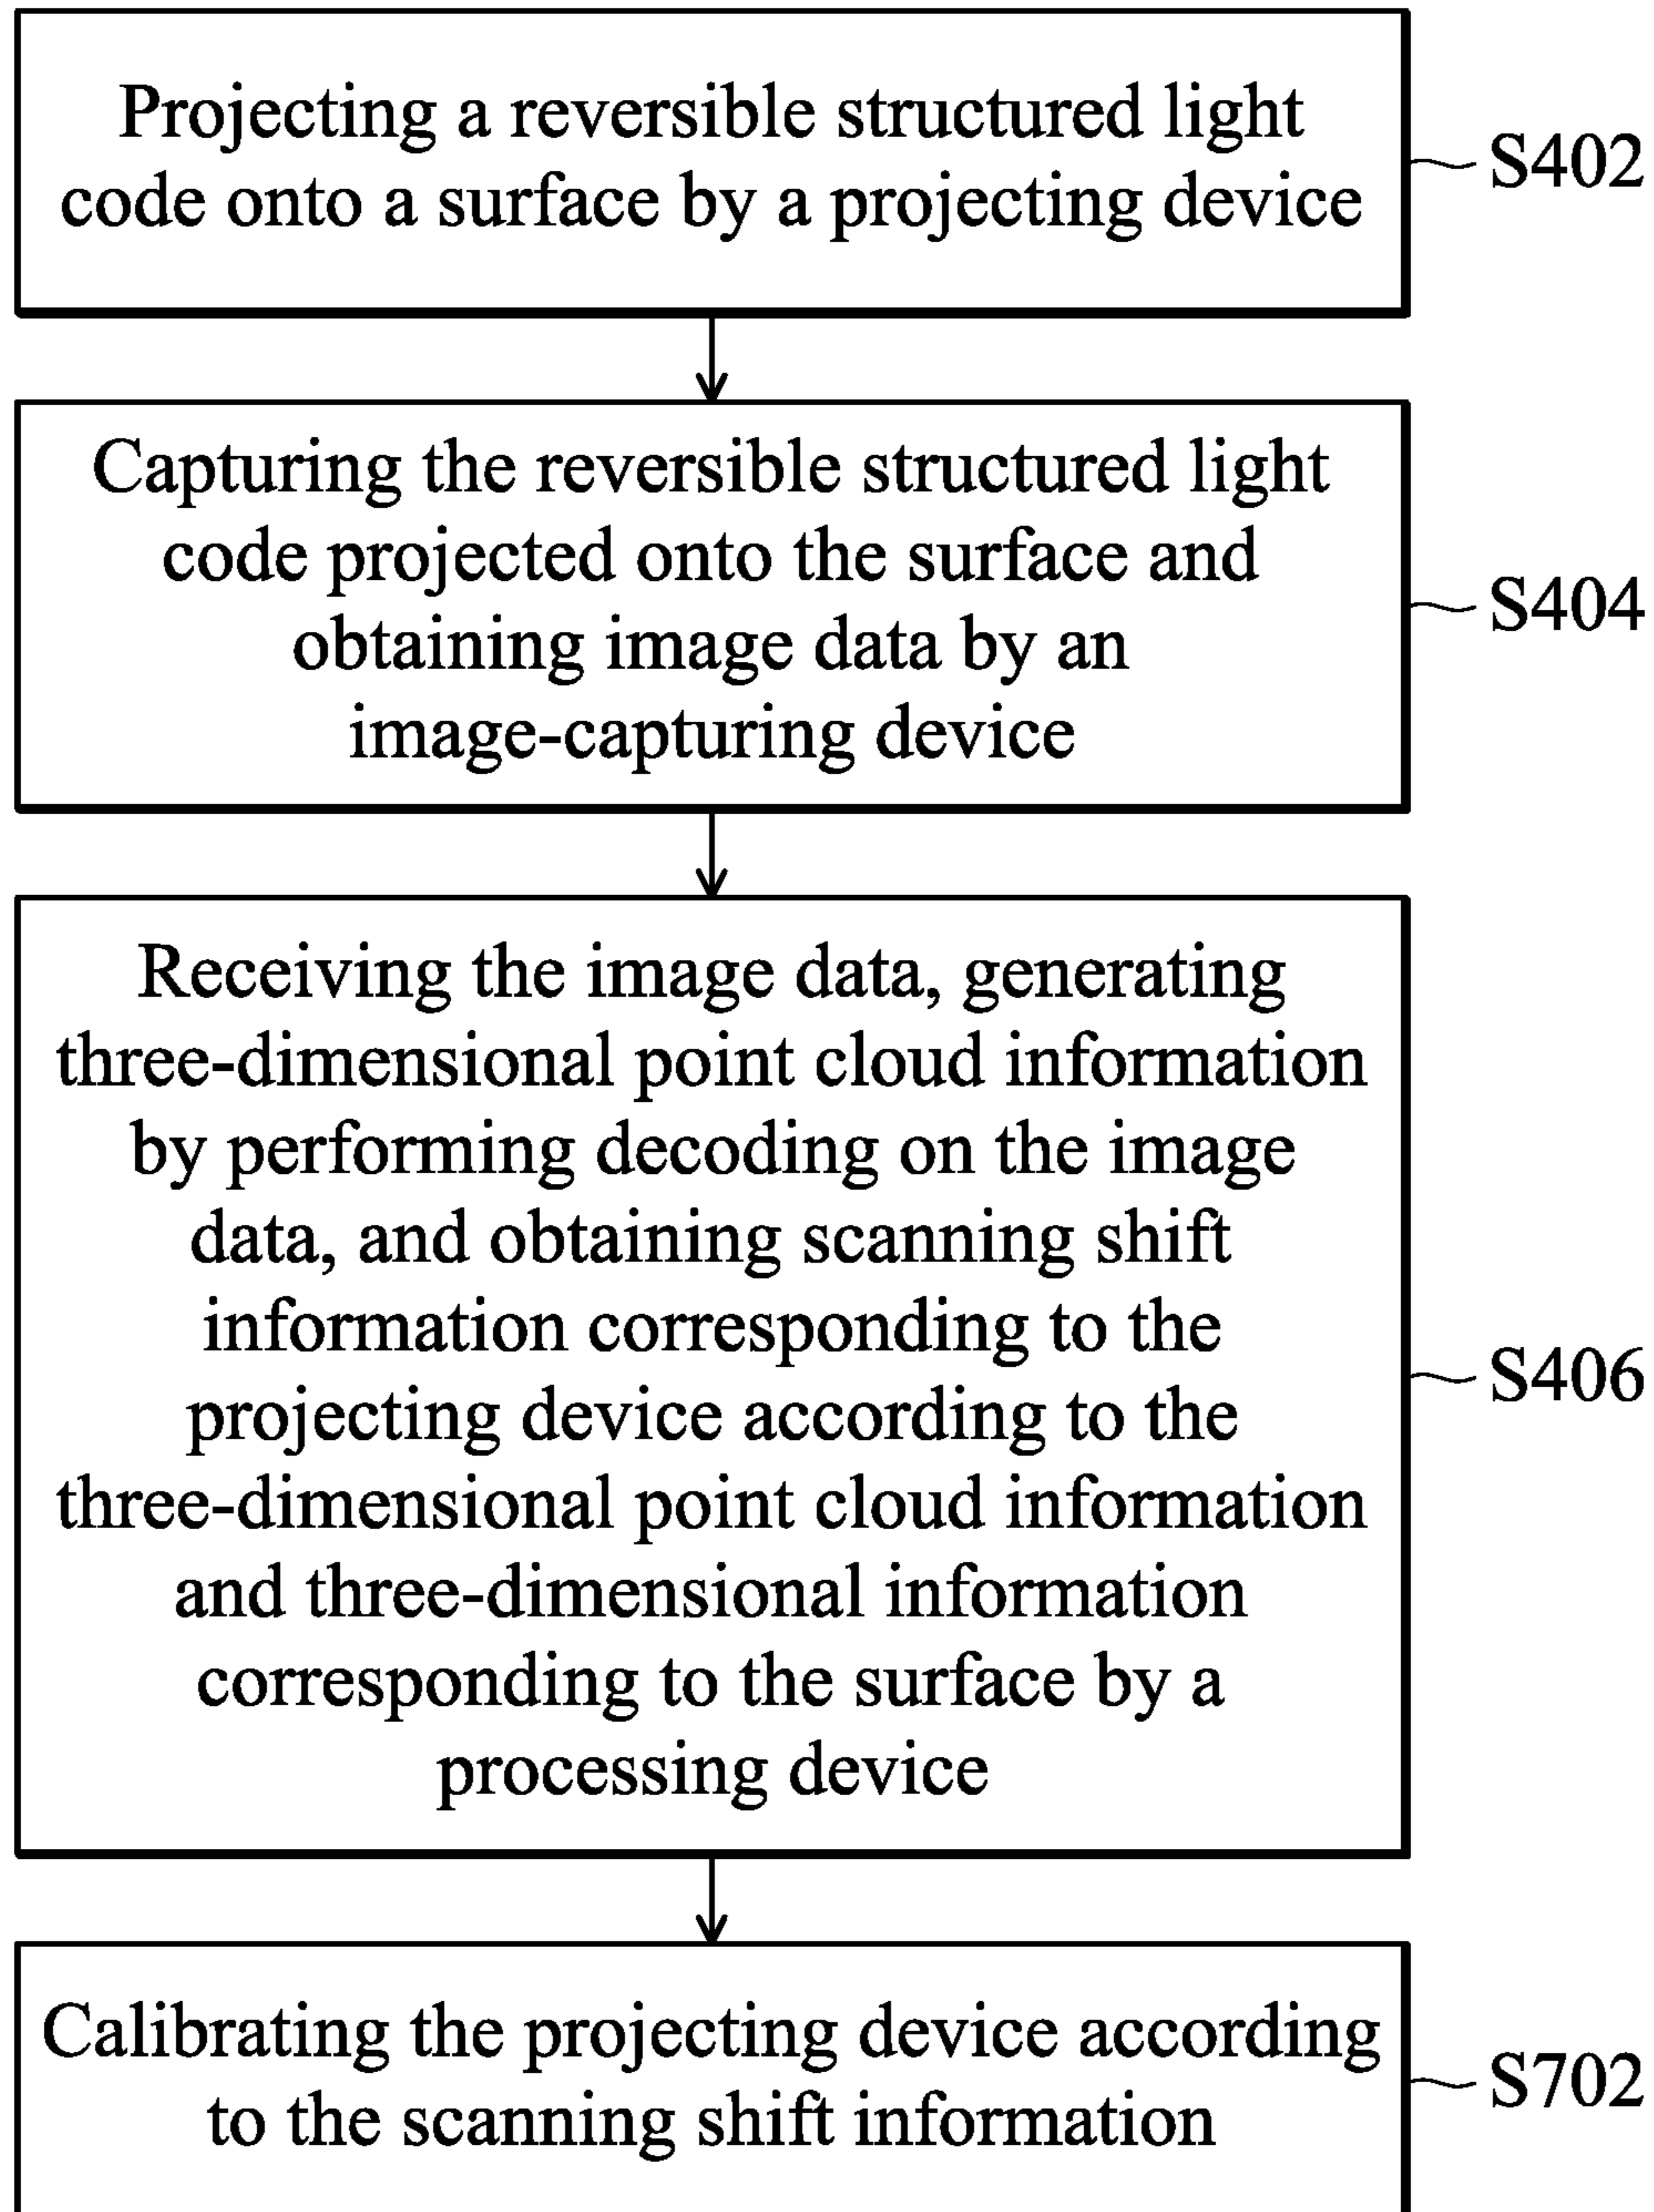 Projecting a reversible structured light
code onto a surface by a projecting device
S402
Capturing the reversible structured light
code projected onto the surface and
obtaining image data by an
image-capturing device
S404
Receiving the image data, generating
three-dimensional point cloud information
by performing decoding on the image
data, and obtaining scanning shift
information corresponding to the
projecting device according to the
three-dimensional point cloud information
and three-dimensional information
corresponding to the surface by a
processing device
S406
Calibrating the projecting device according
to the scanning shift information
S702